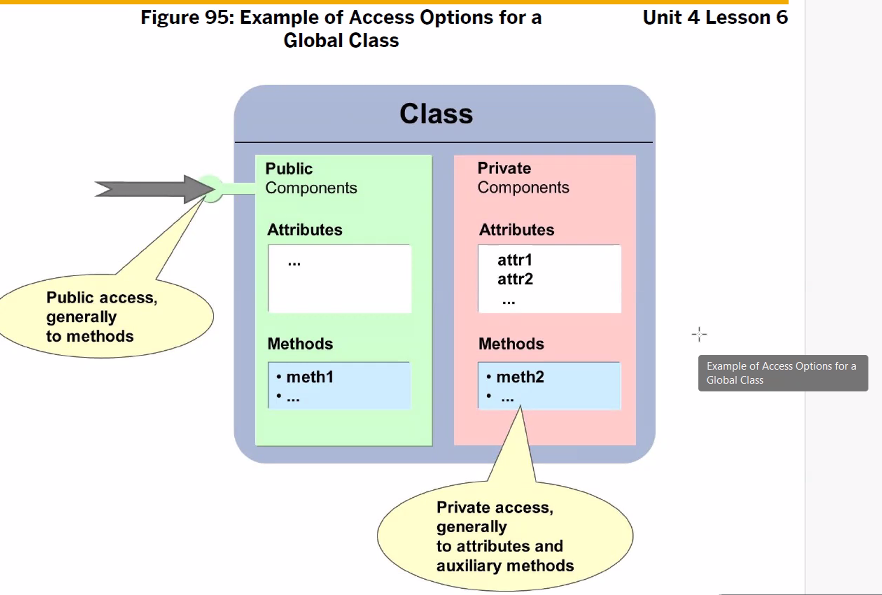 Figure 95: Example of Access Options for a
Global Class
Unit 4 Lesson 6
Class
Public
Components
Attributes
...
Methods
• meth1
• ...
Private
Components
Attributes
attr1
attr2
...
Methods
• meth2
• ...
Public access,
generally
to methods
Private access,
generally
to attributes and
auxiliary methods
Example of Access Options for a
Global Class